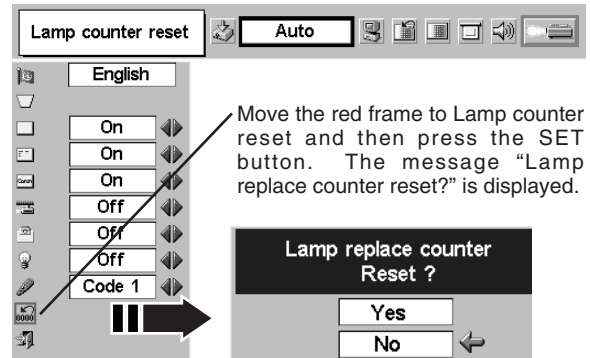 Lamp counter reset
Auto
English
On
On
Comm
On
Off
Off
Off
Code 1
0000
Move the red frame to Lamp counter
reset and then press the SET
button. The message “Lamp
replace counter reset?” is displayed.
Lamp replace counter
Reset ?
Yes
No